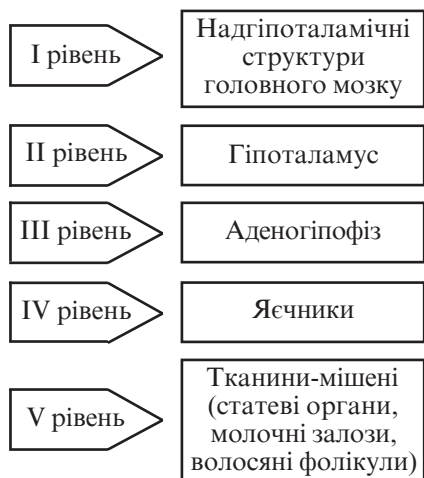 I рівень
Надгіпоталамічні
структури
головного мозку
II рівень
Гіпоталамус
III рівень
Аденогіпофіз
IV рівень
Яєчники
V рівень
Тканини-мішені
(статеві органи,
молочні залози,
волосяні фолікули)